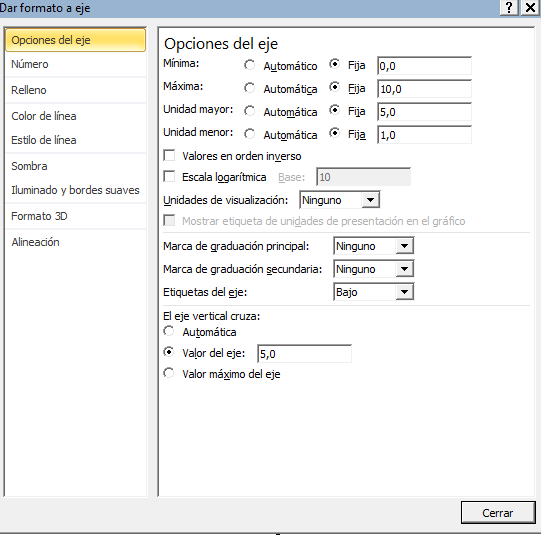 Dar formato a eje
Opciones del eje
Número
Relleno
Color de línea
Estilo de línea
Sombra
Iluminado y bordes suaves
Formato 3D
Alineación
Opciones del eje
Mínima: Automático Fija 0,0
Máxima: Automática Fija 10,0
Unidad mayor: Automática Fija 5,0
Unidad menor: Automática Fija 1,0
Valores en orden inverso
Escala logarítmica Base: 10
Unidades de visualización: Ninguno
Mostrar etiqueta de unidades de presentación en el gráfico
Marca de graduación principal: Ninguno
Marca de graduación secundaria: Ninguno
Etiquetas del eje: Bajo
El eje vertical cruza:
Automática
Valor del eje: 5,0
Valor máximo del eje
Cerrar